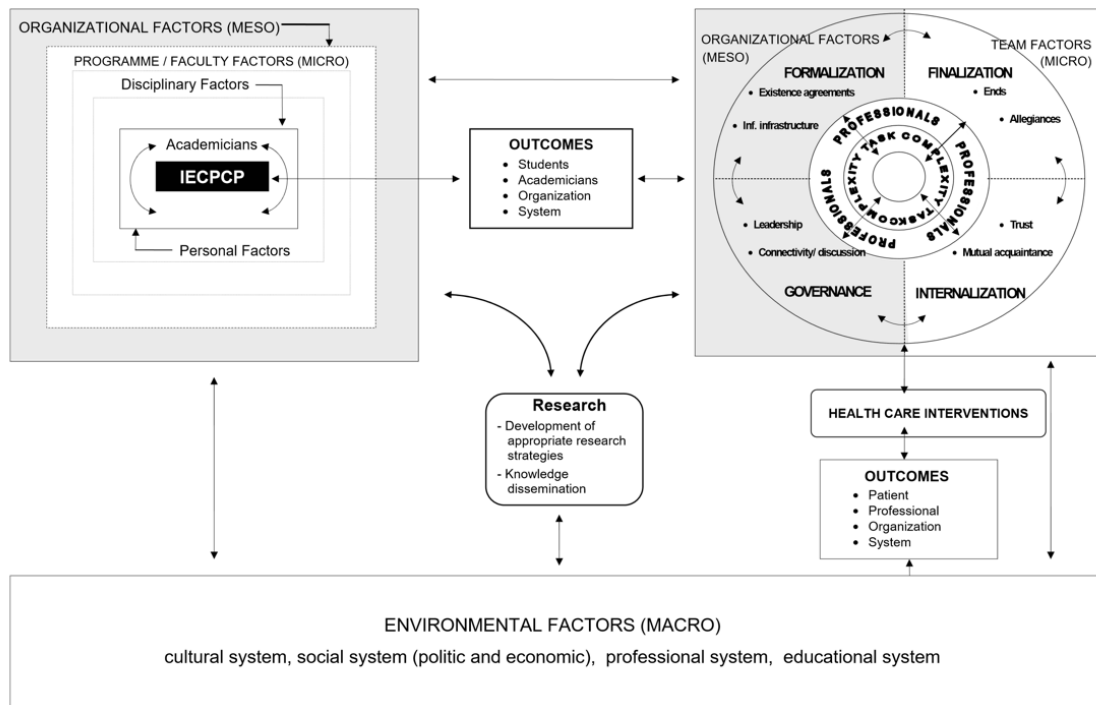 ORGANIZATIONAL FACTORS (MESO)
PROGRAMME / FACULTY FACTORS (MICRO)
Disciplinary Factors
Academicians
IECPCP
Personal Factors
OUTCOMES
• Students
• Academicians
• Organization
• System
ORGANIZATIONAL FACTORS
(MESO)
TEAM FACTORS
(MICRO)
FORMALIZATION
• Existence agreements
• Inf. infrastructure
FINALIZATION
• Ends
• Allegiances
PROFESSIONALS
PROFESSIONALS
PROFESSIONALS
TASK COMPLEXITY
TASK COMPLEXITY
• Leadership
• Connectivity/ discussion
GOVERNANCE
• Trust
• Mutual acquaintance
INTERNALIZATION
Research
- Development of
appropriate research
strategies
- Knowledge
dissemination
HEALTH CARE INTERVENTIONS
OUTCOMES
• Patient
• Professional
• Organization
• System
ENVIRONMENTAL FACTORS (MACRO)
cultural system, social system (politic and economic), professional system, educational system